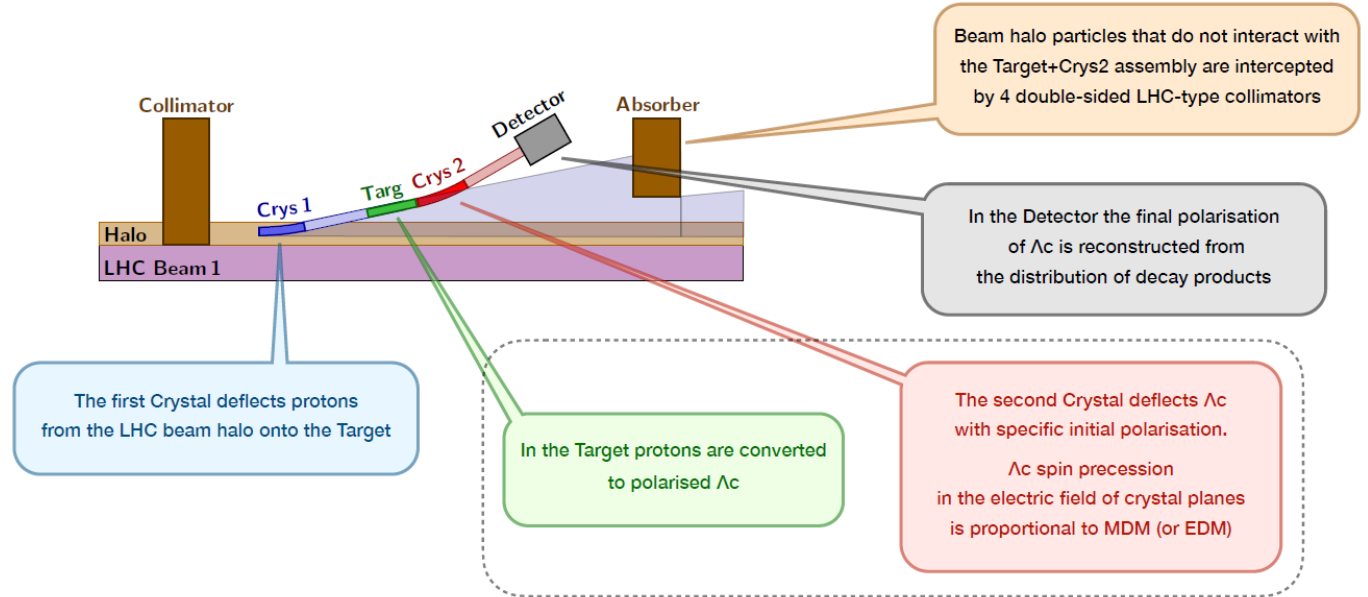 Beam halo particles that do not interact with
the Target+Crys2 assembly are intercepted
by 4 double-sided LHC-type collimators
Collimator
Detector
Absorber
Crys 1
Targ
Crys 2
Halo
LHC Beam 1
In the Detector the final polarisation
of Λc is reconstructed from
the distribution of decay products
The first Crystal deflects protons
from the LHC beam halo onto the Target
In the Target protons are converted
to polarised Λc
The second Crystal deflects Λc
with specific initial polarisation.
Λc spin precession
in the electric field of crystal planes
is proportional to MDM (or EDM)